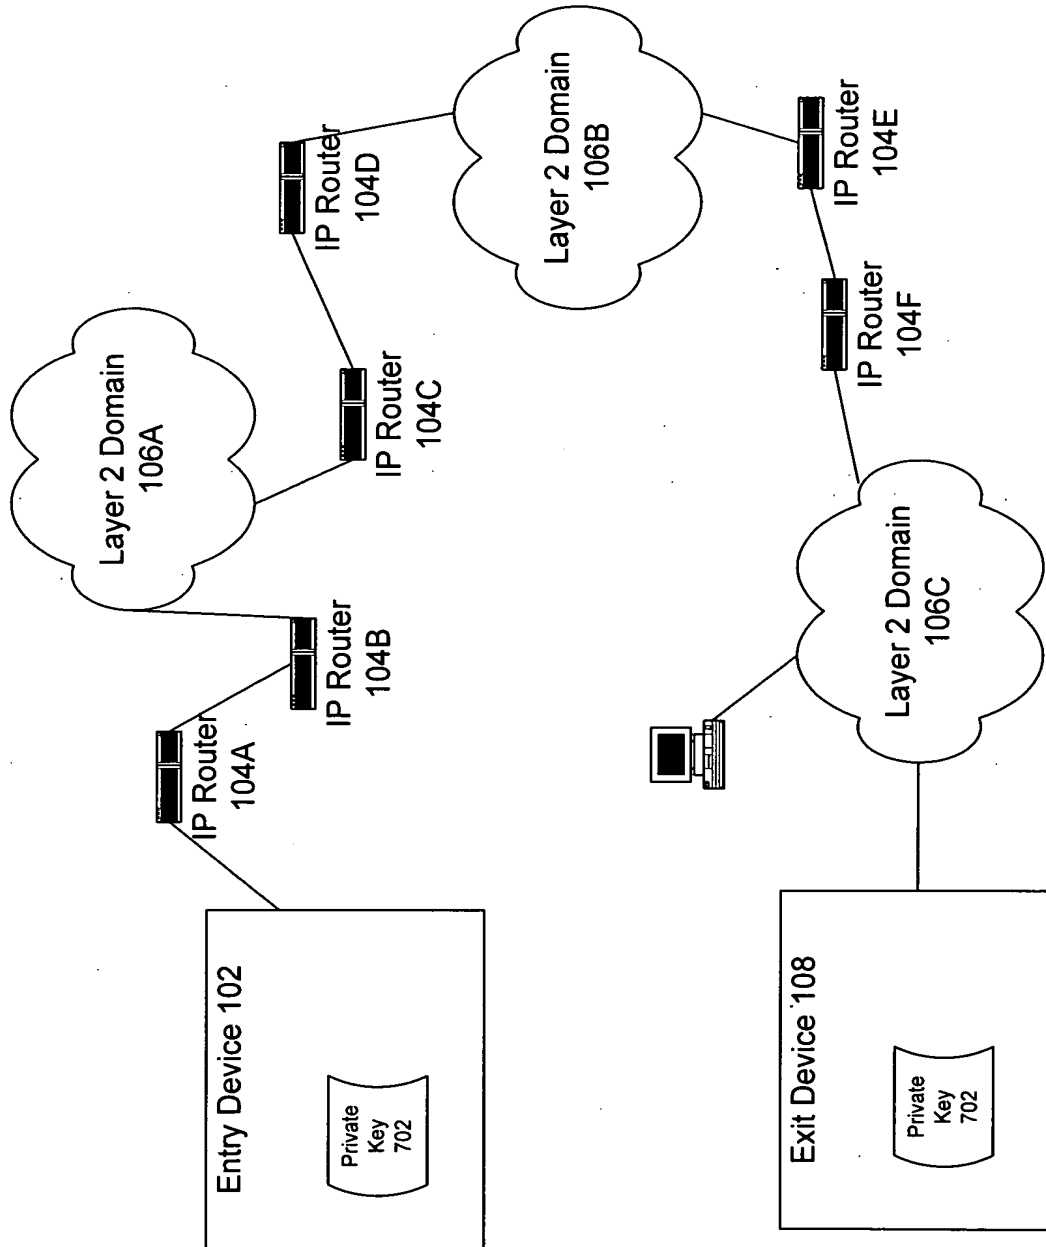 Entry Device 102
Private
Key
702
IP Router
104A
IP Router
104B
Layer 2 Domain
106A
IP Router
104C
IP Router
104D
Layer 2 Domain
106B
IP Router
104E
IP Router
104F
Layer 2 Domain
106C
Exit Device 108
Private
Key
702